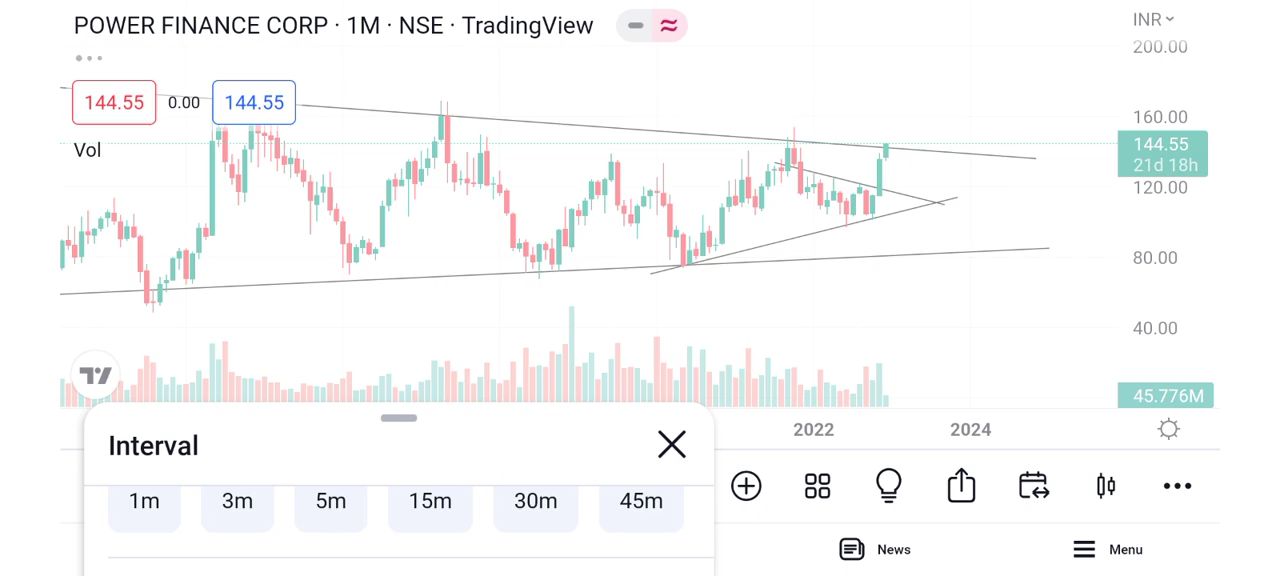 POWER FINANCE CORP · 1M · NSE · TradingView
INR
200.00
144.55 0.00 144.55
160.00
Vol
144.55
21d 18h
120.00
80.00
40.00
45.776M
2022 2024
Interval
1m 3m 5m 15m 30m 45m
News Menu